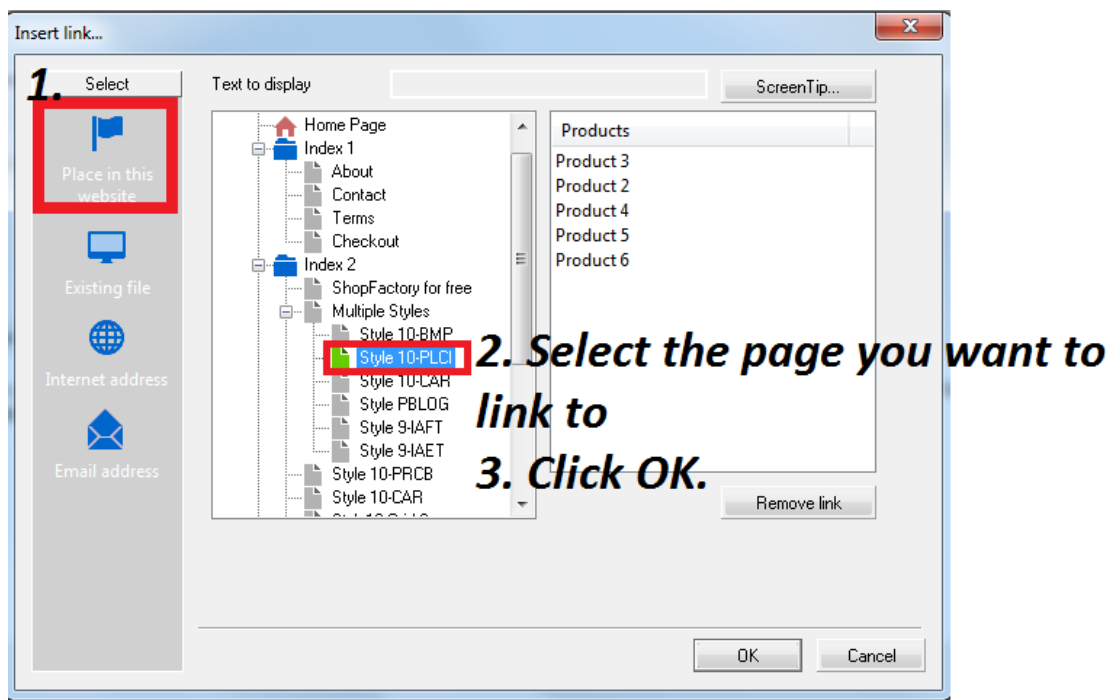 Insert link...
1.
Select
Text to display
ScreenTip...
Place in this
website
Existing file
Internet address
Email address
Home Page
Index 1
About
Contact
Terms
Checkout
Index 2
ShopFactory for free
Multiple Styles
Style 10-BMP
Style 10-PLCI
Style 10-CAR
Style PBLOG
Style 9-IAFT
Style 9-IAET
Style 10-PRCB
Style 10-CAR
Products
Product 3
Product 2
Product 4
Product 5
Product 6
2. Select the page you want to
link to
3. Click OK.
Remove link
OK
Cancel